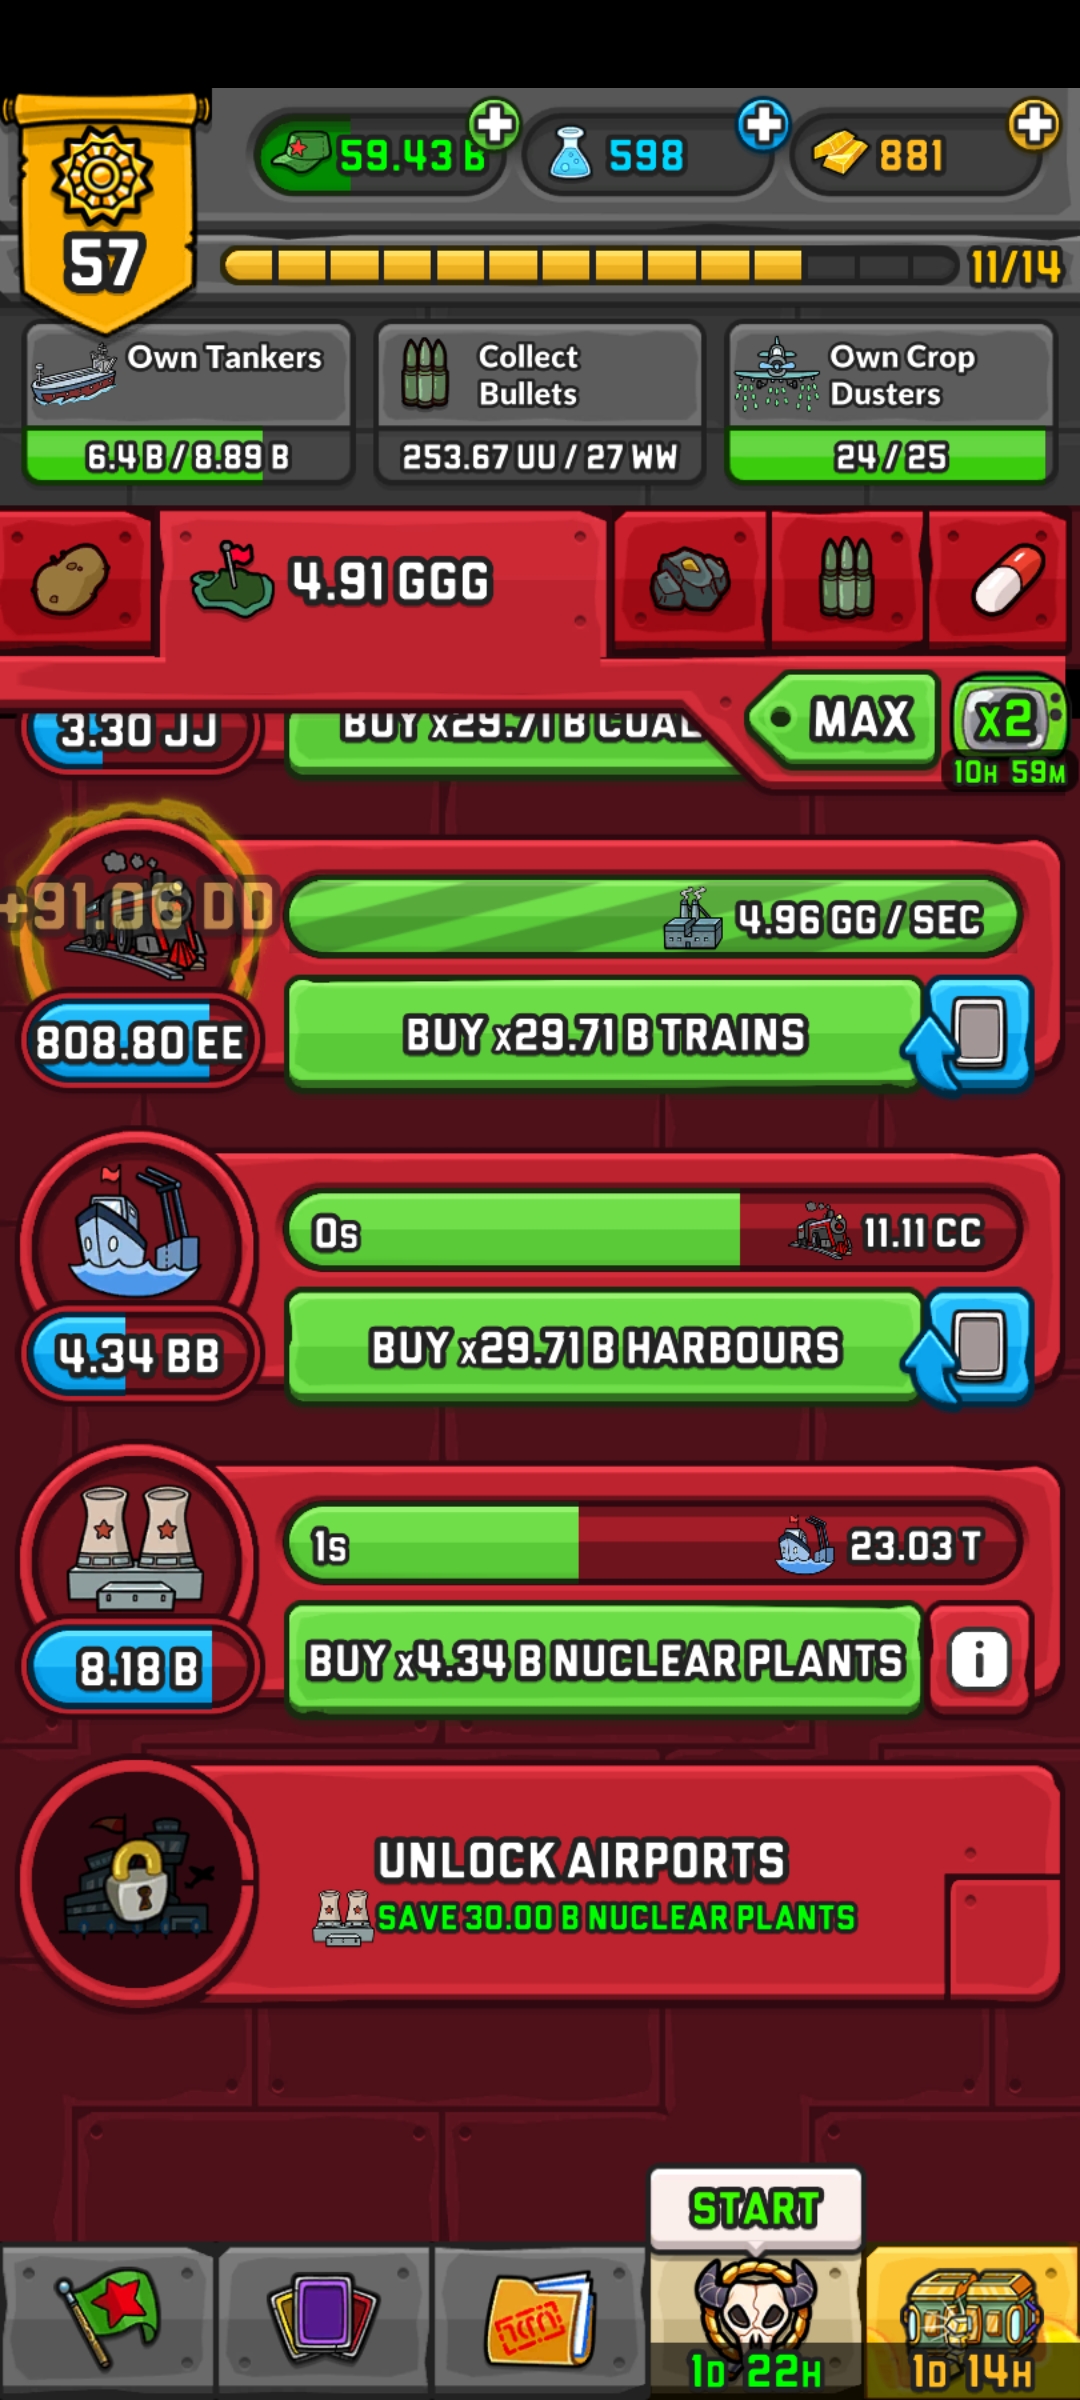 59.43 B
598
881
57
11/14
Own Tankers
6.4 B / 8.89 B
Collect
Bullets
253.67 UU / 27 WW
Own Crop
Dusters
24 / 25
4.91 GGG
MAX
x2
10H 59M
3.30 JJ
BUY x29.71 B COAL
+91.06 DD
4.96 GG / SEC
808.80 EE
BUY x29.71 B TRAINS
0s
11.11 CC
4.34 BB
BUY x29.71 B HARBOURS
1s
23.03 T
8.18 B
BUY x4.34 B NUCLEAR PLANTS
i
UNLOCK AIRPORTS
SAVE 30.00 B NUCLEAR PLANTS
START
1D 22H
1D 14H